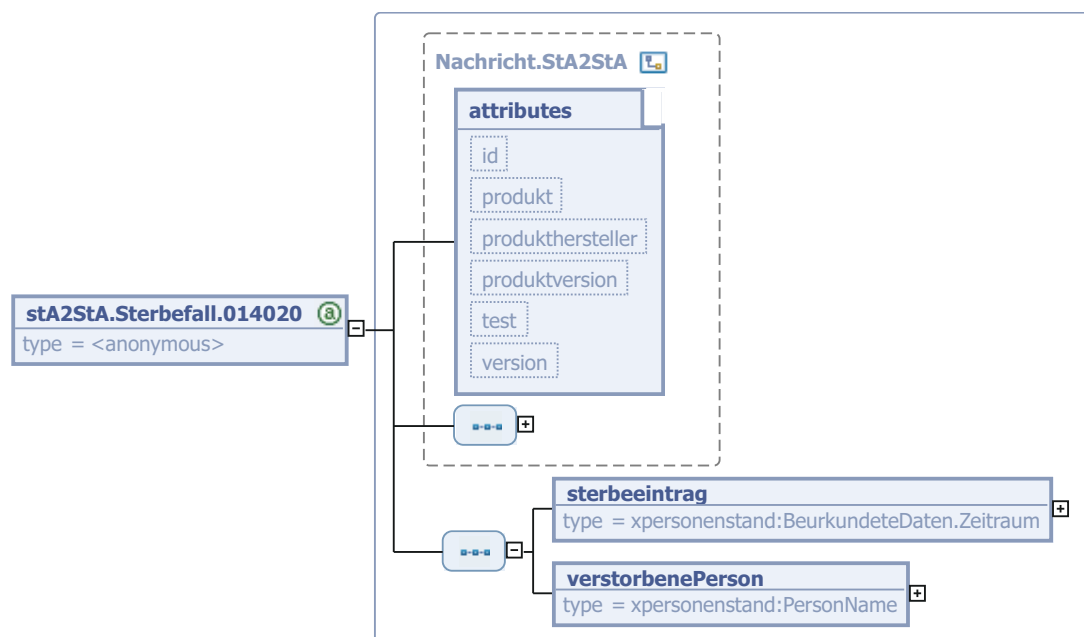 Nachricht.StA2StA
attributes
id
produkt
produkthersteller
produktversion
test
version
stA2StA.Sterbefall.014020 @
type = <anonymous>
sterbeeintrag
type = xpersonenstand:BeurkundeteDaten.Zeitraum
verstorbenePerson
type = xpersonenstand:PersonName